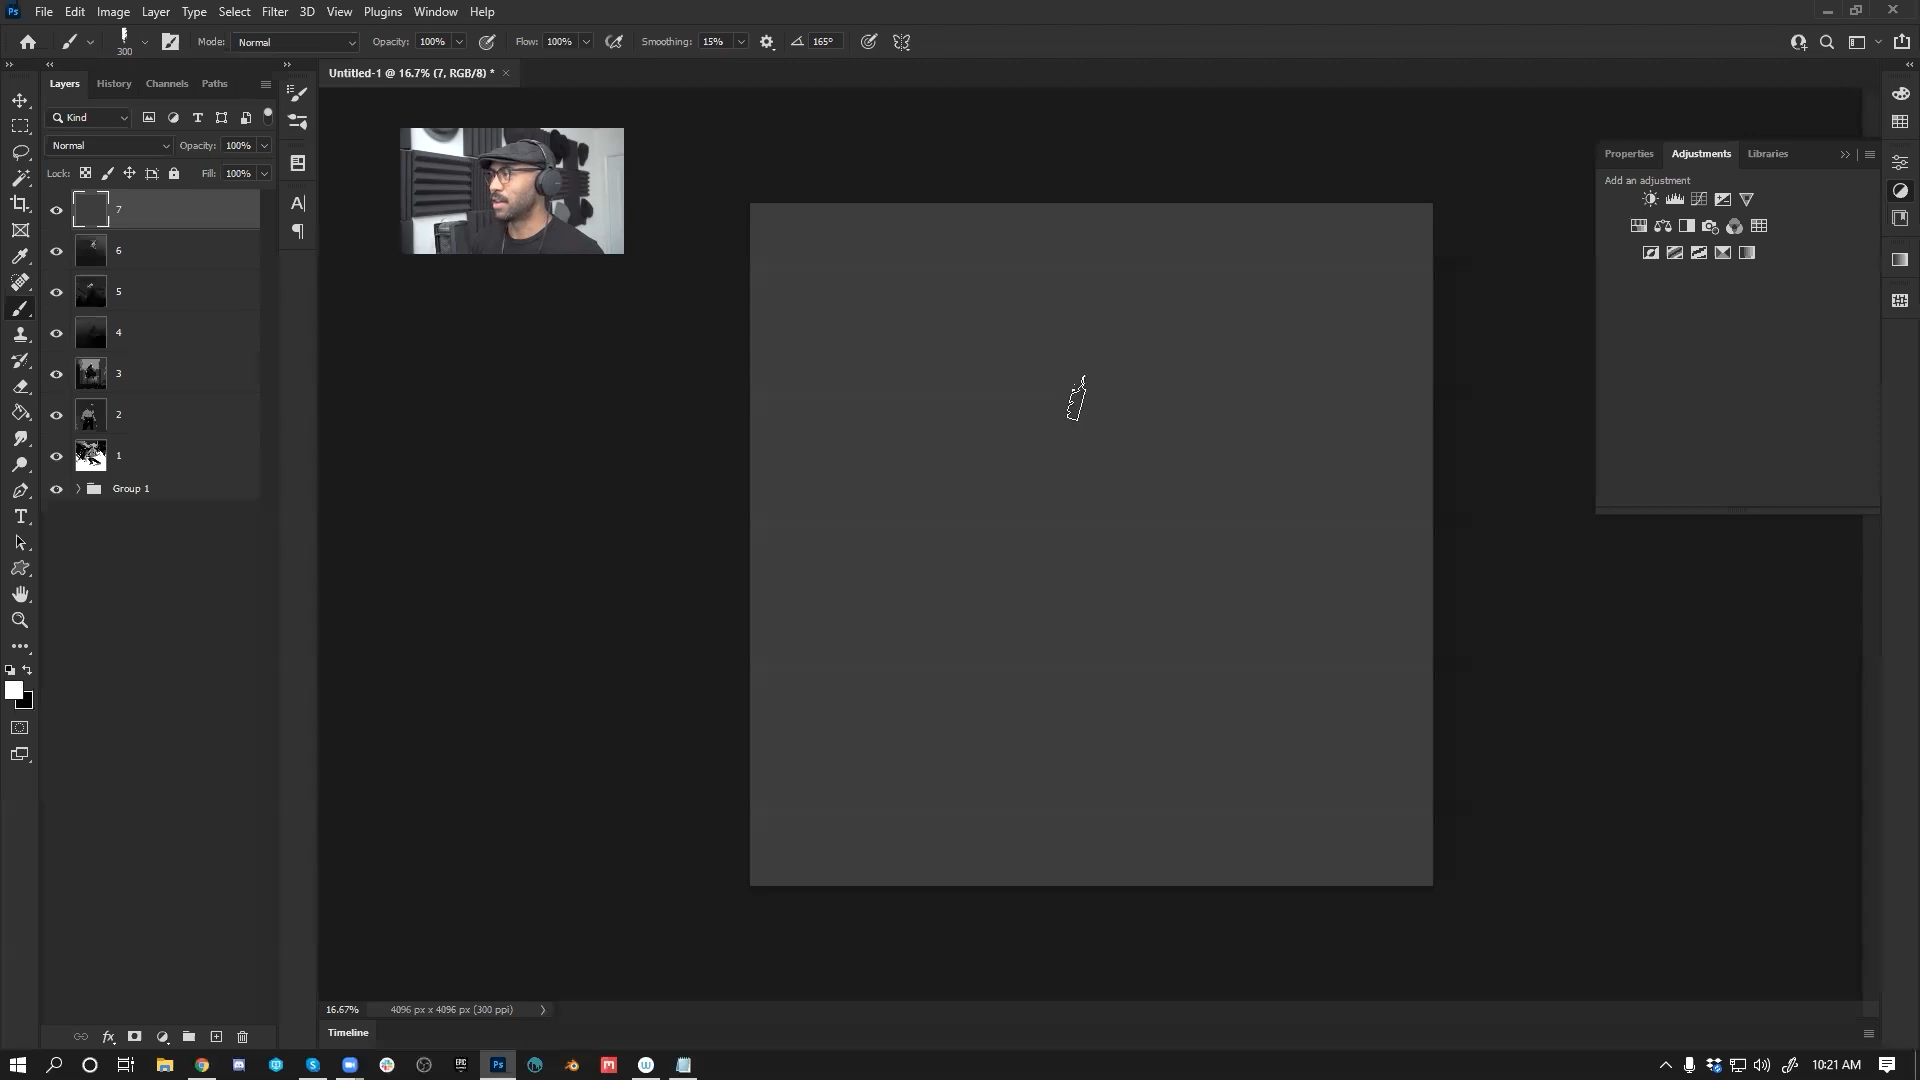 Ps File Edit Image Layer Type Select Filter 3D View Plugins Window Help
300 Mode: Normal Opacity: 100% Flow: 100% Smoothing: 15% 165°
Layers History Channels Paths
Untitled-1 @ 16.7% (7, RGB/8) *
Kind
Normal Opacity: 100%
Lock: Fill: 100%
7
6
5
4
3
2
1
Group 1
Properties Adjustments Libraries
Add an adjustment
16.67% 4096 px x 4096 px (300 ppi)
Timeline
10:21 AM